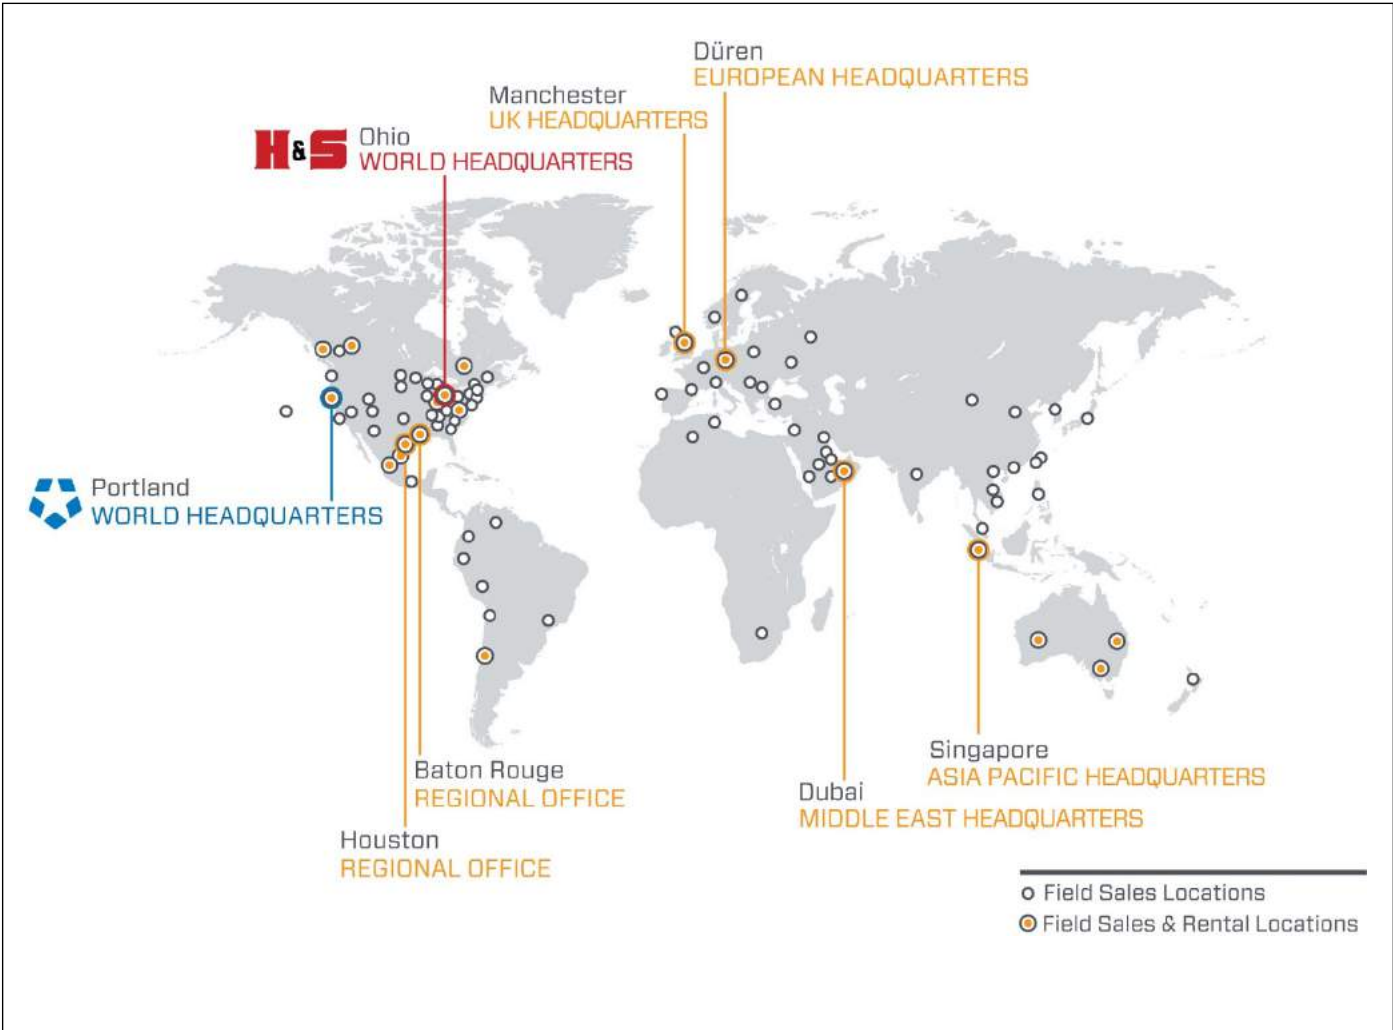 Düren
EUROPEAN HEADQUARTERS
Manchester
UK HEADQUARTERS
H&S
Ohio
WORLD HEADQUARTERS
Portland
WORLD HEADQUARTERS
Baton Rouge
REGIONAL OFFICE
Houston
REGIONAL OFFICE
Singapore
ASIA PACIFIC HEADQUARTERS
Dubai
MIDDLE EAST HEADQUARTERS
Field Sales Locations
Field Sales & Rental Locations